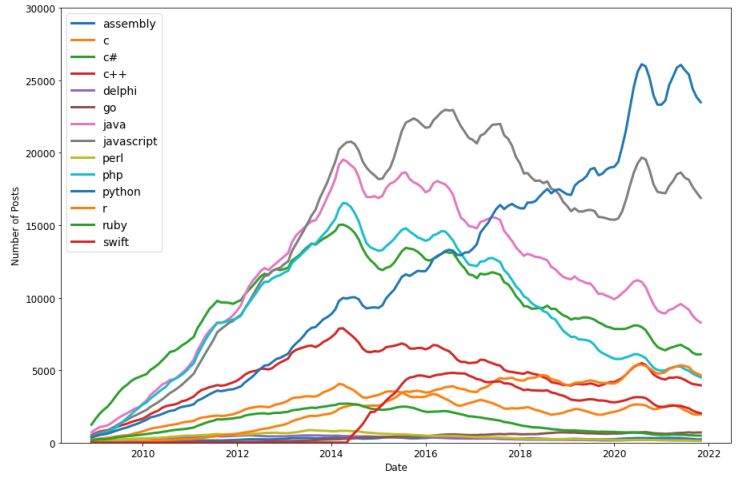 30000
25000
20000
15000
10000
5000
0
Number of Posts
assembly
c
c#
c++
delphi
go
java
javascript
perl
php
python
r
ruby
swift
2010 2012 2014 2016 2018 2020 2022
Date